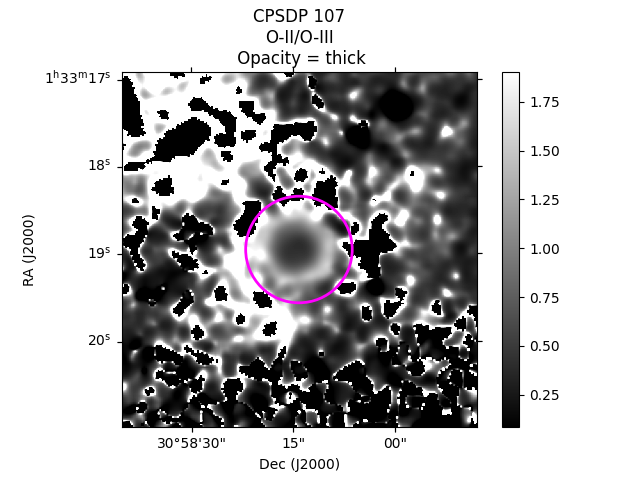 CPSDP 107
O-II/O-III
Opacity = thick
1ʰ33ᵐ17ˢ
18ˢ
19ˢ
20ˢ
RA (J2000)
30°58'30"
15"
00"
Dec (J2000)
1.75
1.50
1.25
1.00
0.75
0.50
0.25